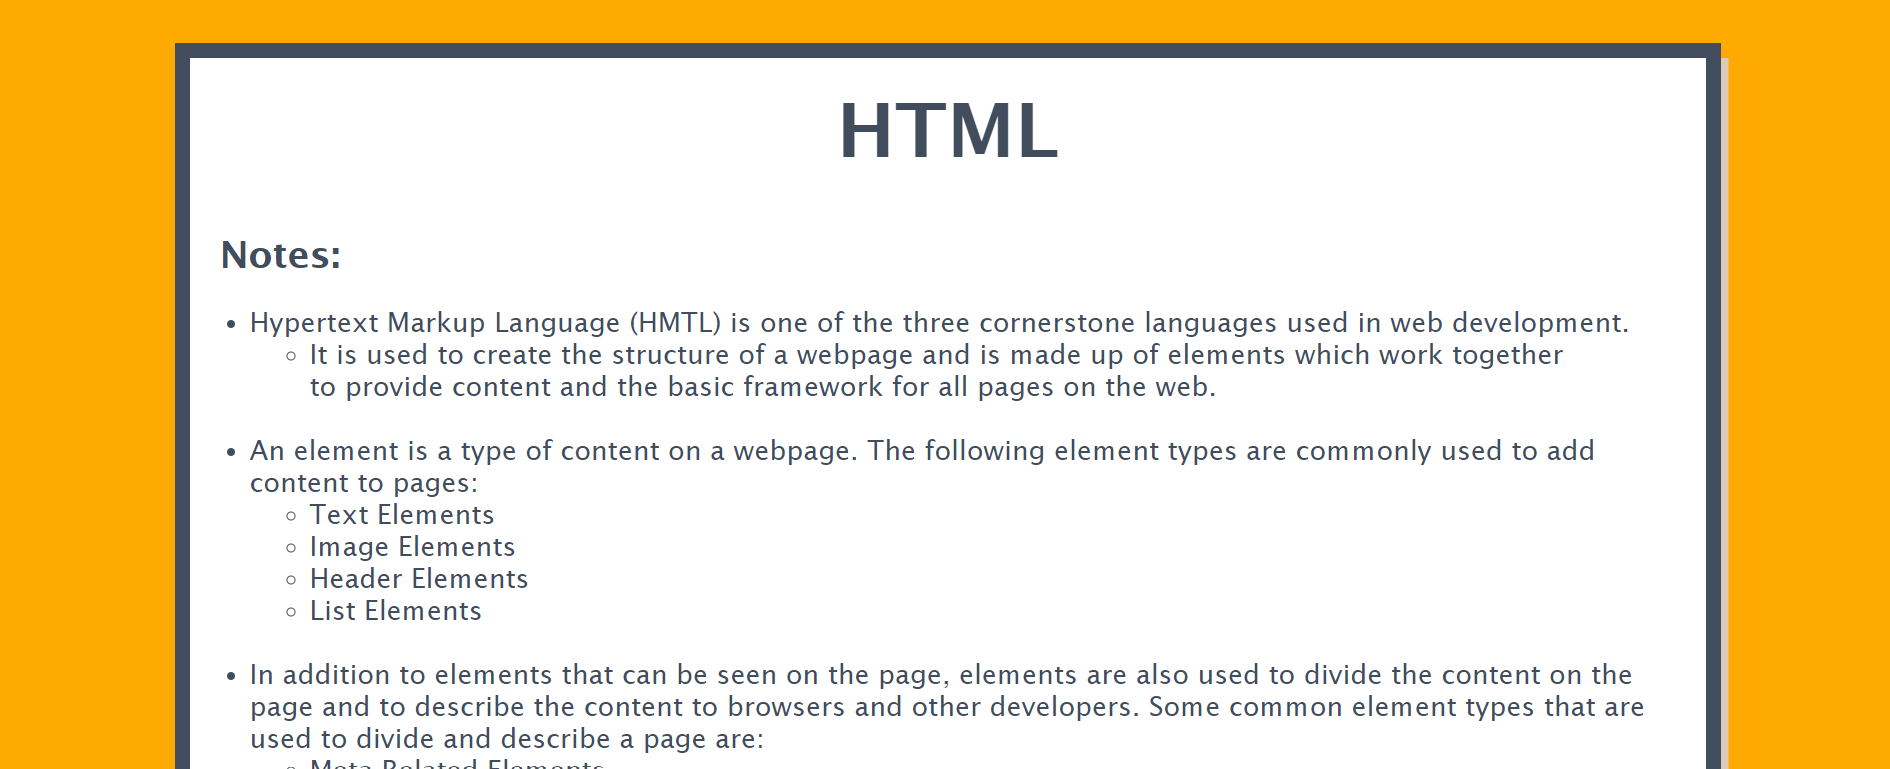 HTML
Notes:
Hypertext Markup Language (HMTL) is one of the three cornerstone languages used in web development.
It is used to create the structure of a webpage and is made up of elements which work together
to provide content and the basic framework for all pages on the web.
An element is a type of content on a webpage. The following element types are commonly used to add
content to pages:
Text Elements
Image Elements
Header Elements
List Elements
In addition to elements that can be seen on the page, elements are also used to divide the content on the
page and to describe the content to browsers and other developers. Some common element types that are
used to divide and describe a page are:
Meta Related Elements